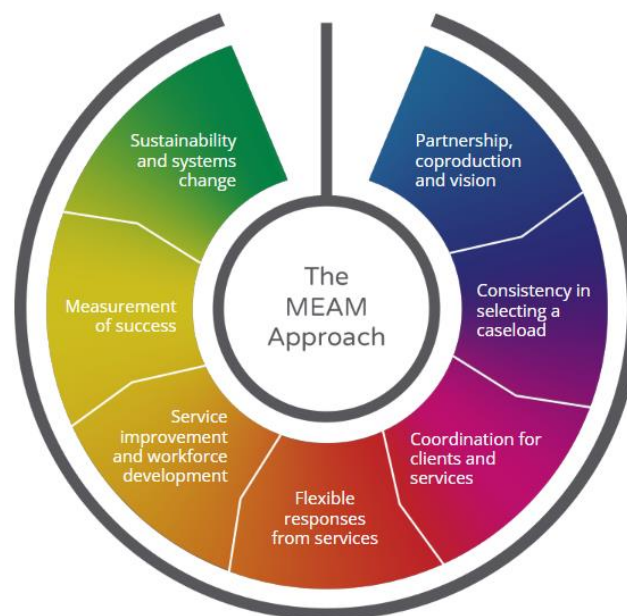 The
MEAM
Approach
Partnership,
coproduction
and vision
Consistency in
selecting a
caseload
Coordination for
clients and
services
Flexible
responses
from services
Service
improvement
and workforce
development
Measurement
of success
Sustainability
and systems
change